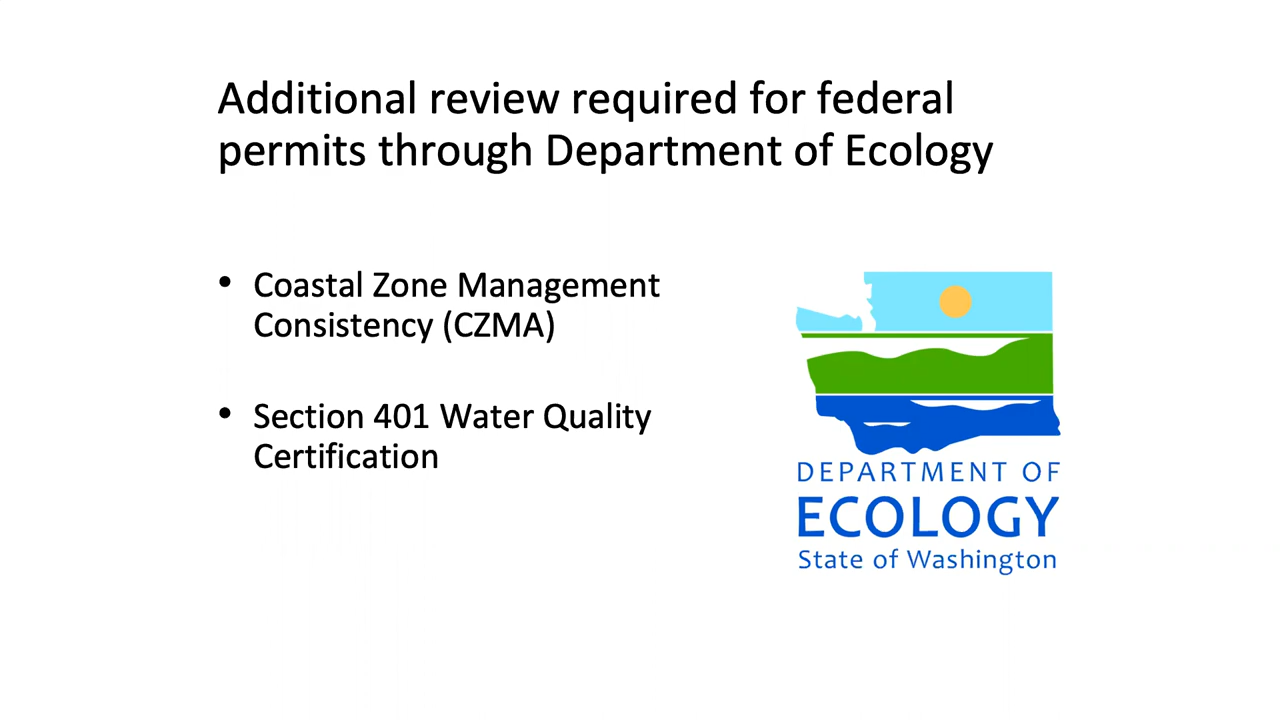 Additional review required for federal
permits through Department of Ecology
• Coastal Zone Management
Consistency (CZMA)
• Section 401 Water Quality
Certification
DEPARTMENT OF
ECOLOGY
State of Washington